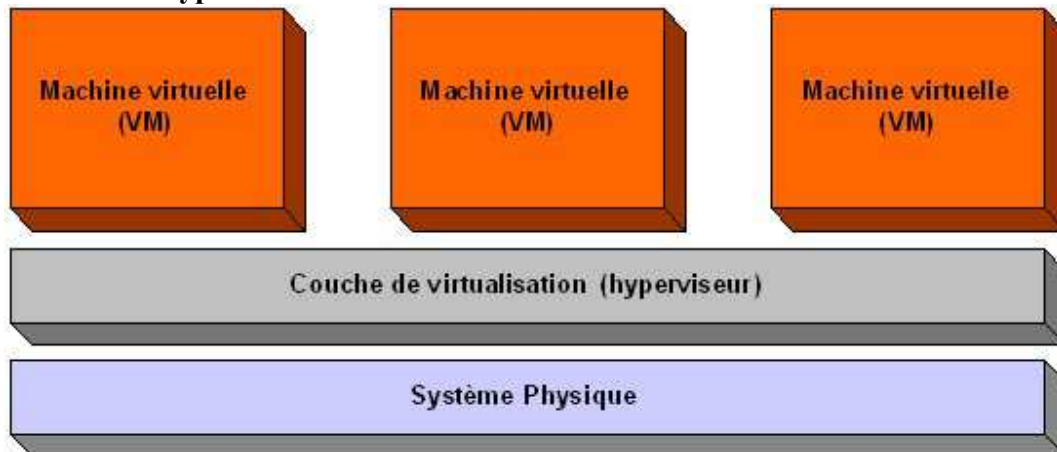 Machine virtuelle
(VM)
Machine virtuelle
(VM)
Machine virtuelle
(VM)
Couche de virtualisation (hyperviseur)
Système Physique